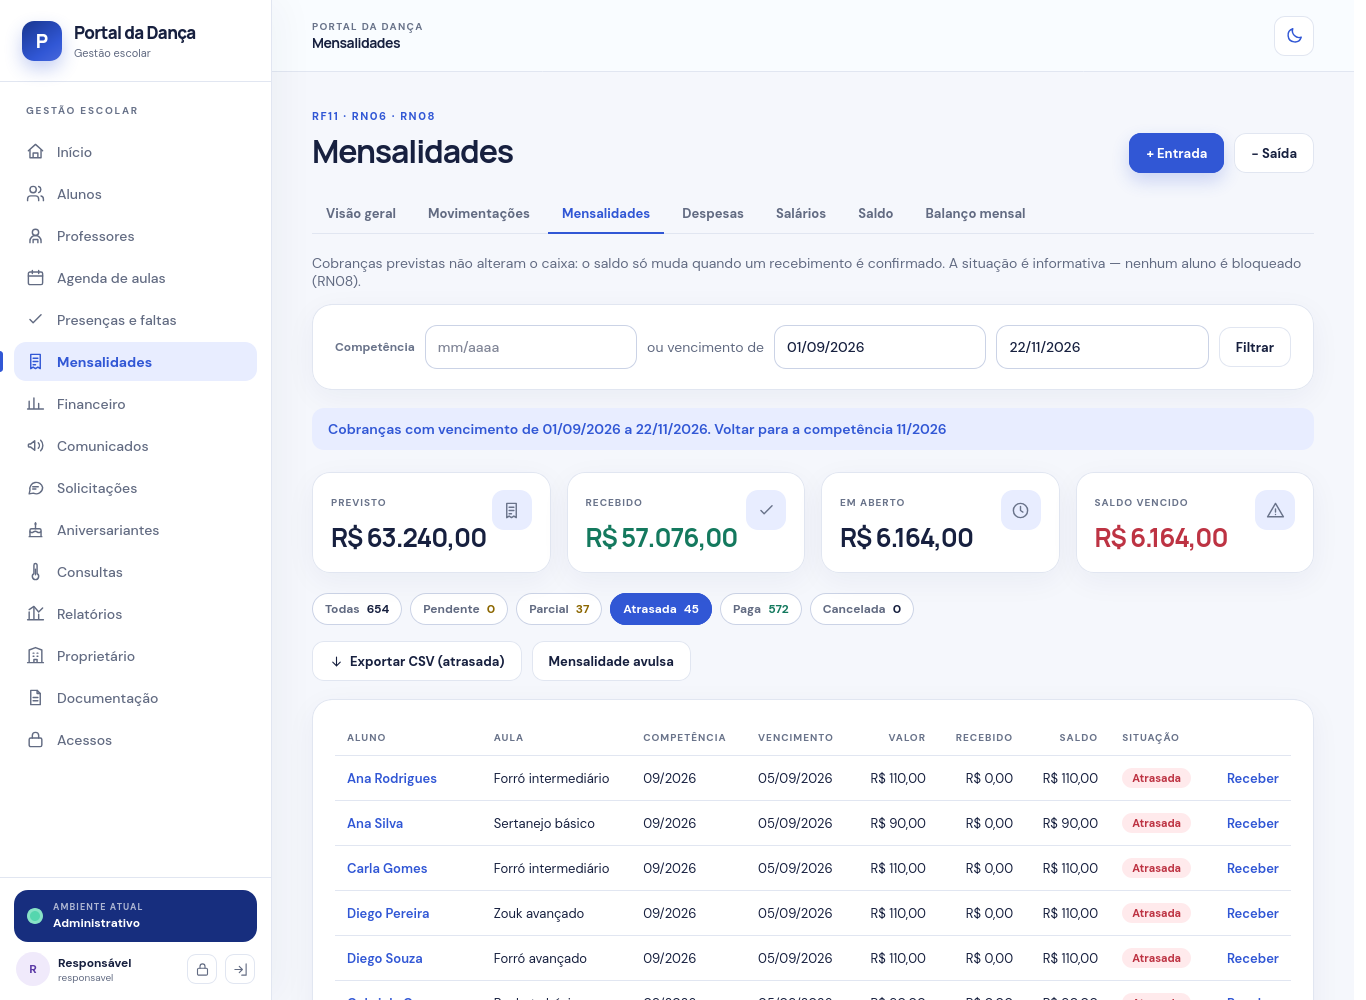 P
Portal da Dança
Gestão escolar
GESTÃO ESCOLAR
Início
Alunos
Professores
Agenda de aulas
Presenças e faltas
Mensalidades
Financeiro
Comunicados
Solicitações
Aniversariantes
Consultas
Relatórios
Proprietário
Documentação
Acessos
AMBIENTE ATUAL
Administrativo
R
Responsável
responsavel
PORTAL DA DANÇA
Mensalidades
RF11 · RN06 · RN08
Mensalidades
+ Entrada
− Saída
Visão geral Movimentações Mensalidades Despesas Salários Saldo Balanço mensal
Cobranças previstas não alteram o caixa: o saldo só muda quando um recebimento é confirmado. A situação é informativa — nenhum aluno é bloqueado
(RN08).
Competência mm/aaaa ou vencimento de 01/09/2026 22/11/2026 Filtrar
Cobranças com vencimento de 01/09/2026 a 22/11/2026. Voltar para a competência 11/2026
PREVISTO
R$ 63.240,00
RECEBIDO
R$ 57.076,00
EM ABERTO
R$ 6.164,00
SALDO VENCIDO
R$ 6.164,00
Todas 654 Pendente 0 Parcial 37 Atrasada 45 Paga 572 Cancelada 0
↓ Exportar CSV (atrasada) Mensalidade avulsa
ALUNO AULA COMPETÊNCIA VENCIMENTO VALOR RECEBIDO SALDO SITUAÇÃO
Ana Rodrigues Forró intermediário 09/2026 05/09/2026 R$ 110,00 R$ 0,00 R$ 110,00 Atrasada Receber
Ana Silva Sertanejo básico 09/2026 05/09/2026 R$ 90,00 R$ 0,00 R$ 90,00 Atrasada Receber
Carla Gomes Forró intermediário 09/2026 05/09/2026 R$ 110,00 R$ 0,00 R$ 110,00 Atrasada Receber
Diego Pereira Zouk avançado 09/2026 05/09/2026 R$ 110,00 R$ 0,00 R$ 110,00 Atrasada Receber
Diego Souza Forró avançado 09/2026 05/09/2026 R$ 110,00 R$ 0,00 R$ 110,00 Atrasada Receber